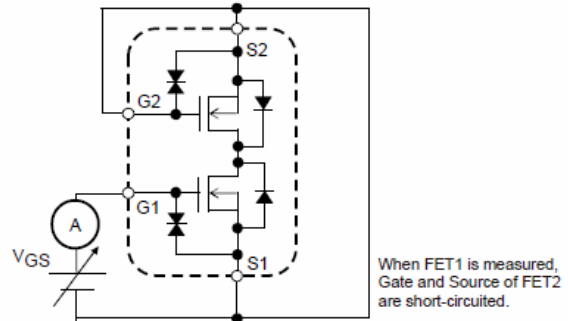 S2
G2
G1
A
VGS
S1
When FET1 is measured,
Gate and Source of FET2
are short-circuited.